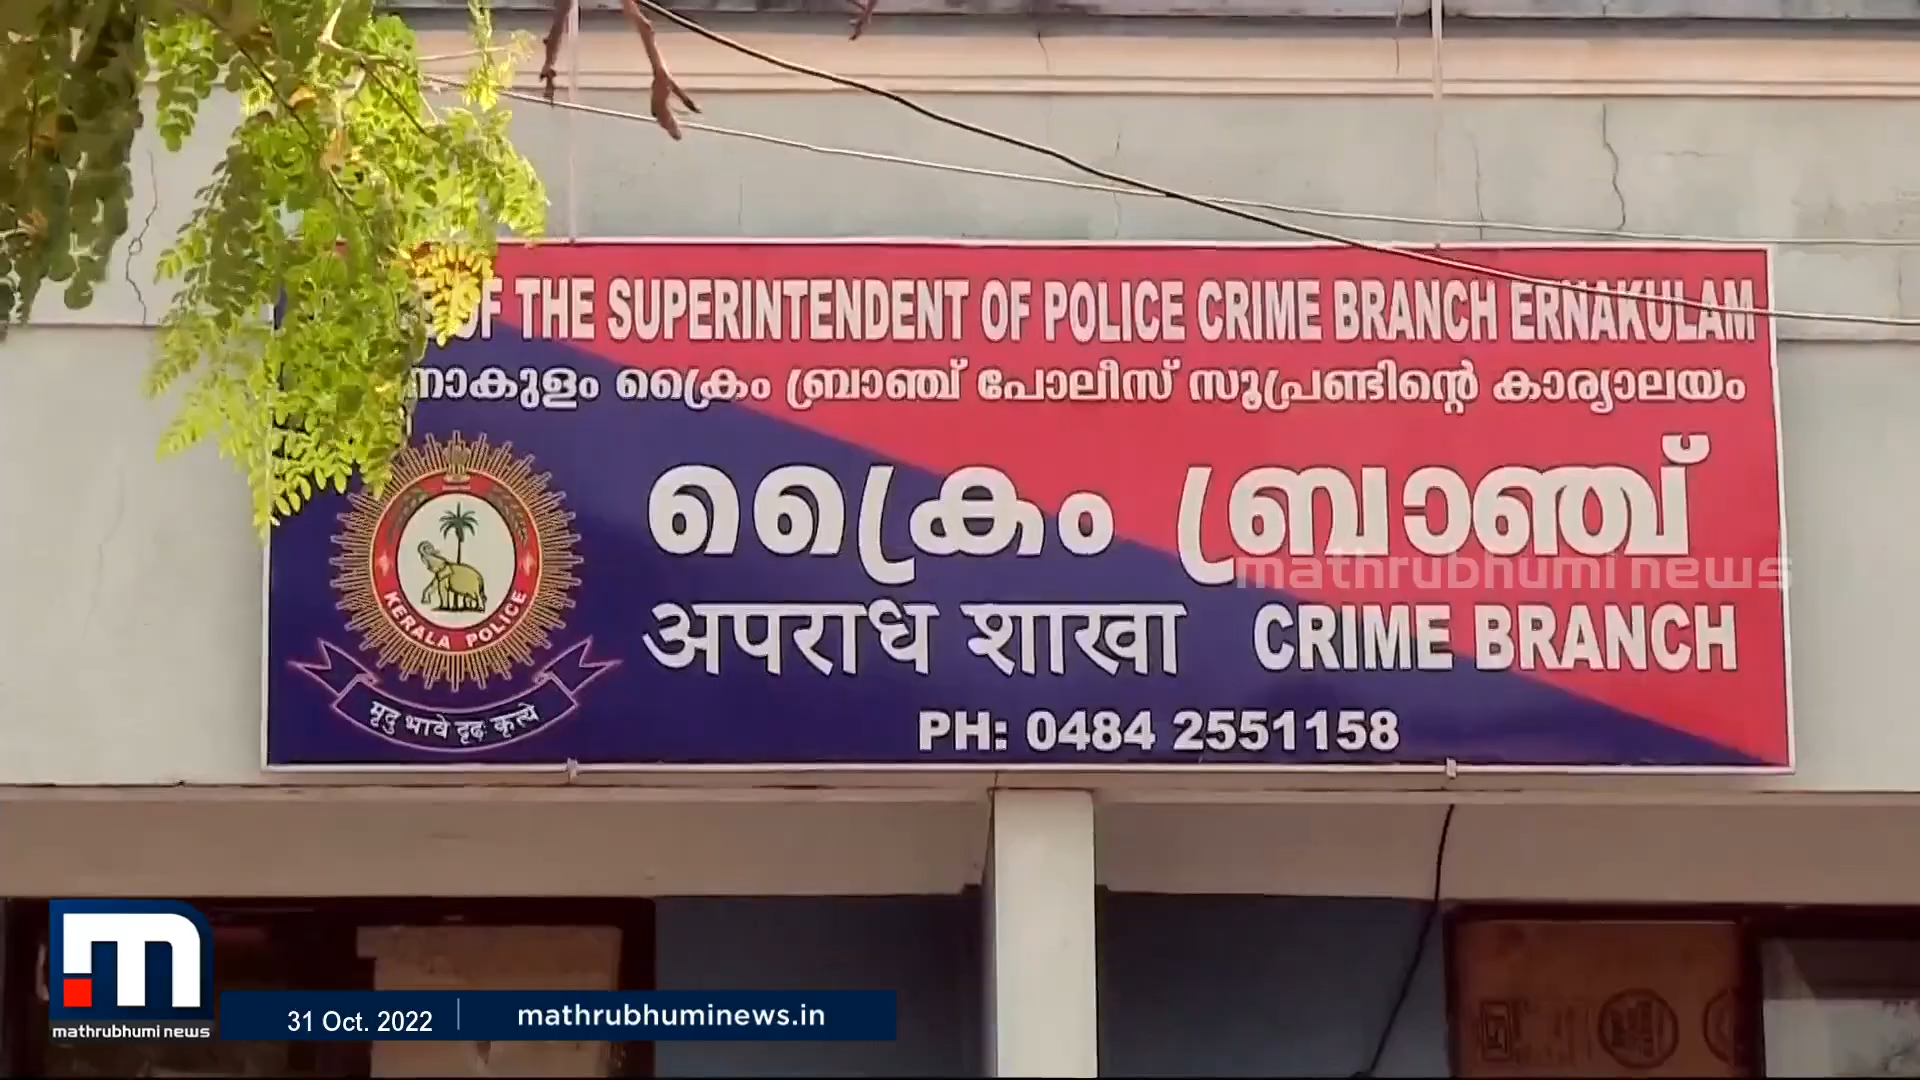 OF THE SUPERINTENDENT OF POLICE CRIME BRANCH ERNAKULAM
നാകുളം ക്രൈം ബ്രാഞ്ച് പോലീസ് സൂപ്രണ്ടിന്റെ കാര്യാലയം
ക്രൈം ബ്രാഞ്ച്
mathrubhumi news
अपराध शाखा CRIME BRANCH
KERALA POLICE
मृदु भावे दृढ कृत्ये
PH: 0484 2551158
mathrubhumi news
31 Oct. 2022
mathrubhuminews.in